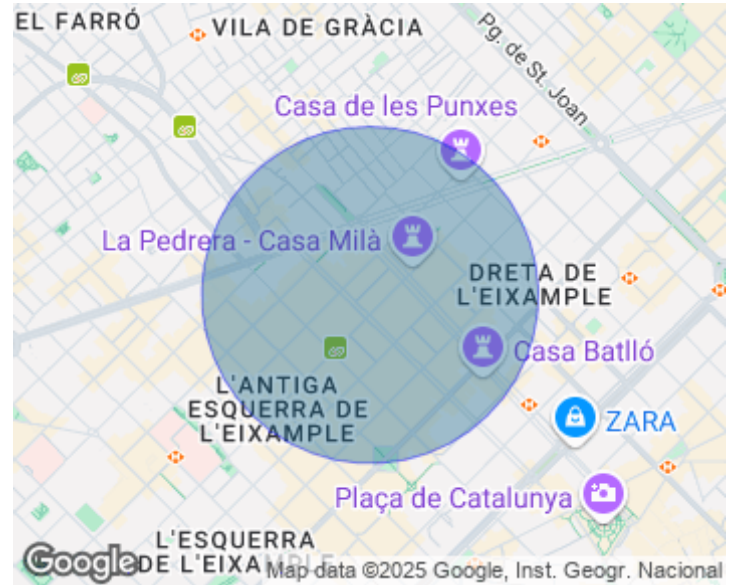 EL FARRÓ
VILA DE GRÀCIA
Pg. de St. Joan
Casa de les Punxes
La Pedrera - Casa Milà
DRETA DE
L'EIXAMPLE
Casa Batlló
L'ANTIGA
ESQUERRA DE
L'EIXAMPLE
ZARA
Plaça de Catalunya
L'ESQUERRA
DE L'EIXAMPLE
Google
Map data ©2025 Google, Inst. Geogr. Nacional